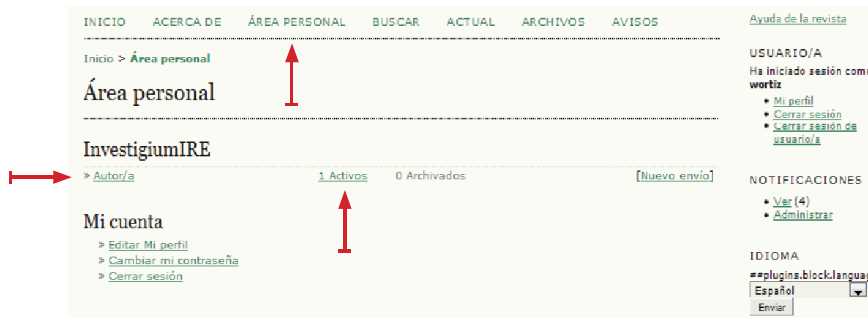 INICIO ACERCA DE ÁREA PERSONAL BUSCAR ACTUAL ARCHIVOS AVISOS
Inicio > Área personal
Área personal
InvestigiumIRE
» Autor/a 1 Activos 0 Archivados [Nuevo envío]
Mi cuenta
» Editar Mi perfil
» Cambiar mi contraseña
» Cerrar sesión
Ayuda de la revista
USUARIO/A
Ha iniciado sesión com
wortiz
• Mi perfil
• Cerrar sesión
• Cerrar sesión de
usuario/a
NOTIFICACIONES
• Ver (4)
• Administrar
IDIOMA
##plugins.block.languag
Español
Enviar